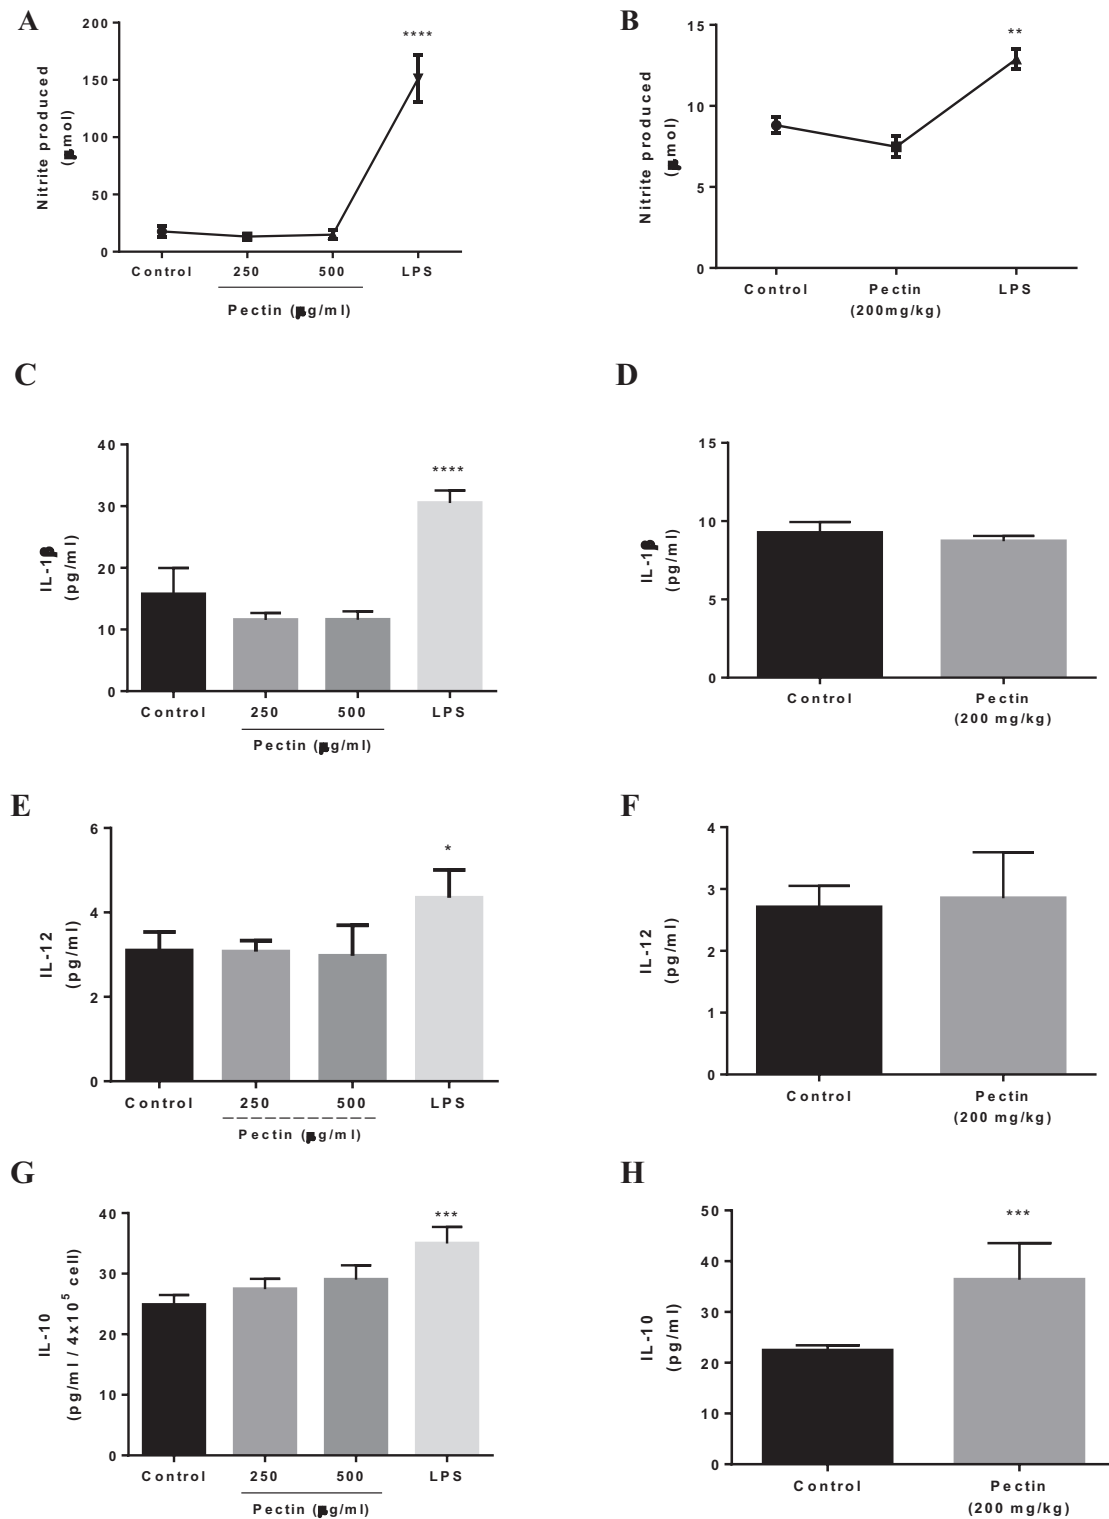 A
200
150
100
50
0
Nitrite produced
(µmol)
****
Control 250 500 LPS
Pectin (µg/ml)
B
15
10
5
0
Nitrite produced
(µmol)
**
Control Pectin LPS
(200mg/kg)
C
40
30
20
10
0
IL-1β
(pg/ml)
****
Control 250 500 LPS
Pectin (µg/ml)
D
15
10
5
0
IL-1β
(pg/ml)
Control Pectin
(200 mg/kg)
E
6
4
2
0
IL-12
(pg/ml)
*
Control 250 500 LPS
Pectin (µg/ml)
F
4
3
2
1
0
IL-12
(pg/ml)
Control Pectin
(200 mg/kg)
G
40
30
20
10
0
IL-10
(pg/ml / 4x10⁵ cell)
***
Control 250 500 LPS
Pectin (µg/ml)
H
50
40
30
20
10
0
IL-10
(pg/ml)
***
Control Pectin
(200 mg/kg)